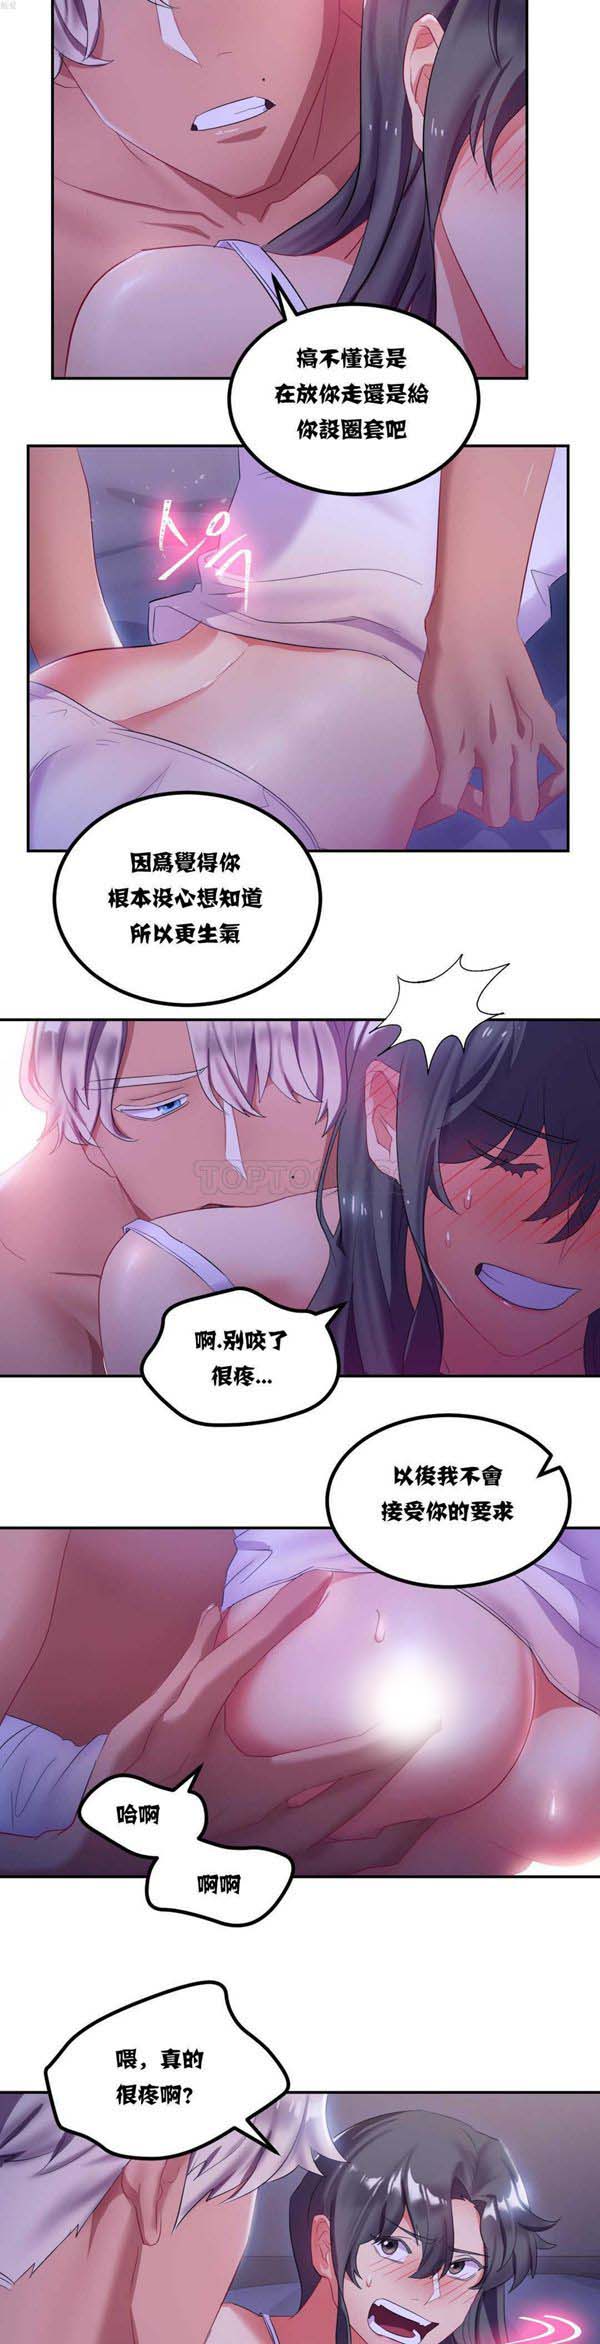 搞不懂這是
在放你走還是給
你設圈套吧
스윽
因爲覺得你
根本没心想知道
所以更生氣
TOPTOO
啊.别咬了
很疼...
以後我不會
接受你的要求
哈啊
啊啊
喂，真的
很疼啊?